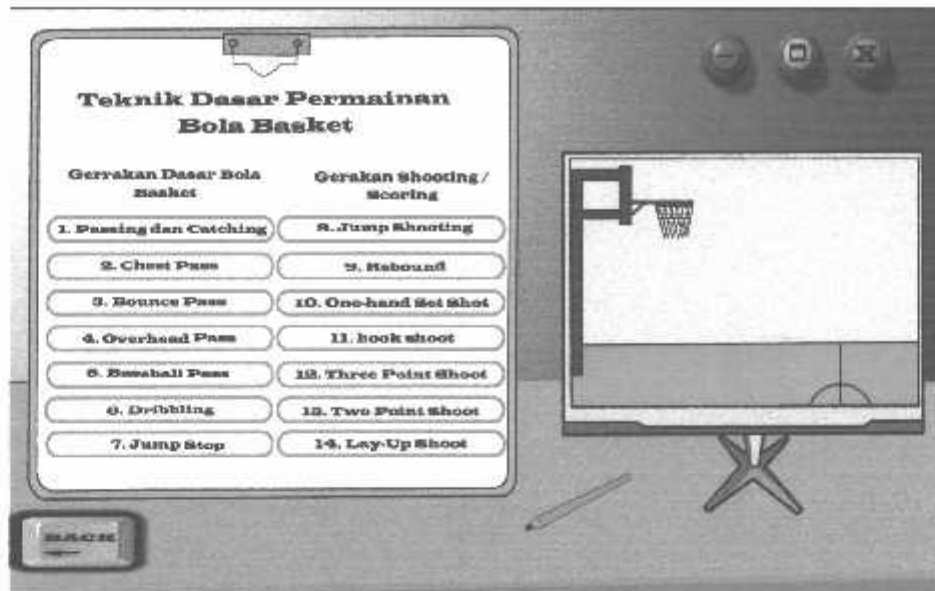 Teknik Dasar Permainan
Bola Basket
Gerrakan Dasar Bola
Basket
1. Passing dan Catching
2. Chest Pass
3. Bounce Pass
4. Overhead Pass
5. Baseball Pass
6. Dribbling
7. Jump Stop
Gerakan Shooting /
Scoring
8. Jump Shooting
9. Rebound
10. One-hand Set Shot
11. hook shoot
12. Three Point Shoot
13. Two Point Shoot
14. Lay-Up Shoot
BACK